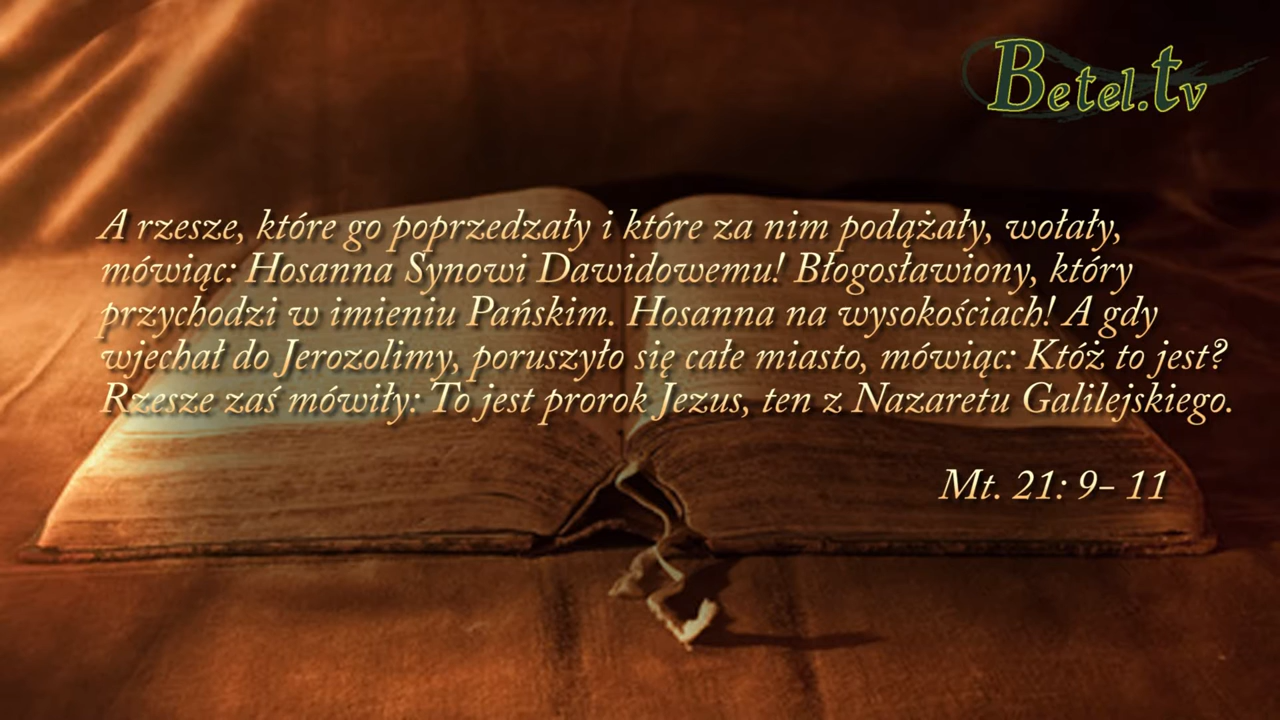 Betel.tv
A rzesze, które go poprzedzały i które za nim podążały, wołały,
mówiąc: Hosanna Synowi Dawidowemu! Błogosławiony, który
przychodzi w imieniu Pańskim. Hosanna na wysokościach! A gdy
wjechał do Jerozolimy, poruszyło się całe miasto, mówiąc: Któż to jest?
Rzesze zaś mówiły: To jest prorok Jezus, ten z Nazaretu Galilejskiego.
Mt. 21: 9- 11